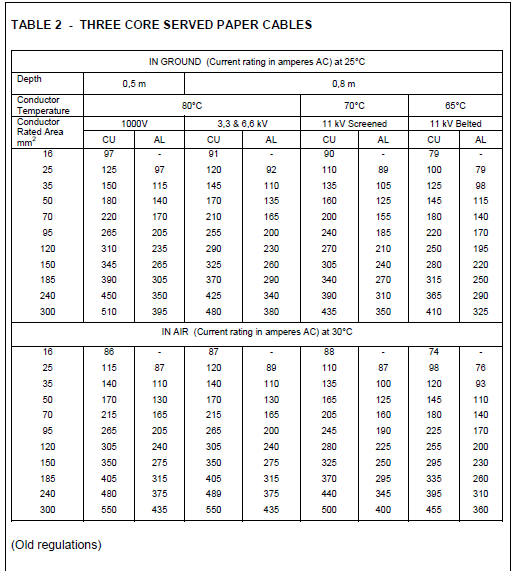 TABLE 2 - THREE CORE SERVED PAPER CABLES
IN GROUND (Current rating in amperes AC) at 25°C
Depth 0,5 m 0,8 m
Conductor Temperature 80°C 70°C 65°C
Conductor Rated Area mm2 1000V 3,3 & 6,6 kV 11 kV Screened 11 kV Belted
CU AL CU AL CU AL CU AL
16 97 - 91 - 90 - 79 -
25 125 97 120 92 110 89 100 79
35 150 115 145 110 135 105 125 98
50 180 140 170 135 160 125 145 115
70 220 170 210 165 200 155 180 140
95 265 205 255 200 240 185 220 170
120 310 235 290 230 270 210 250 195
150 345 265 325 260 305 240 280 220
185 390 305 370 290 340 270 315 250
240 450 350 425 340 390 310 365 290
300 510 395 480 380 435 350 410 325
IN AIR (Current rating in amperes AC) at 30°C
16 86 - 87 - 88 - 74 -
25 115 87 120 89 110 87 98 76
35 140 110 140 110 135 100 120 93
50 170 130 170 130 165 125 145 110
70 215 165 215 165 205 160 180 140
95 265 205 265 200 245 190 225 170
120 305 240 305 240 280 225 255 200
150 350 275 350 275 325 250 295 230
185 405 315 405 315 370 295 335 260
240 480 375 489 375 440 345 395 310
300 550 435 550 435 500 400 455 360
(Old regulations)